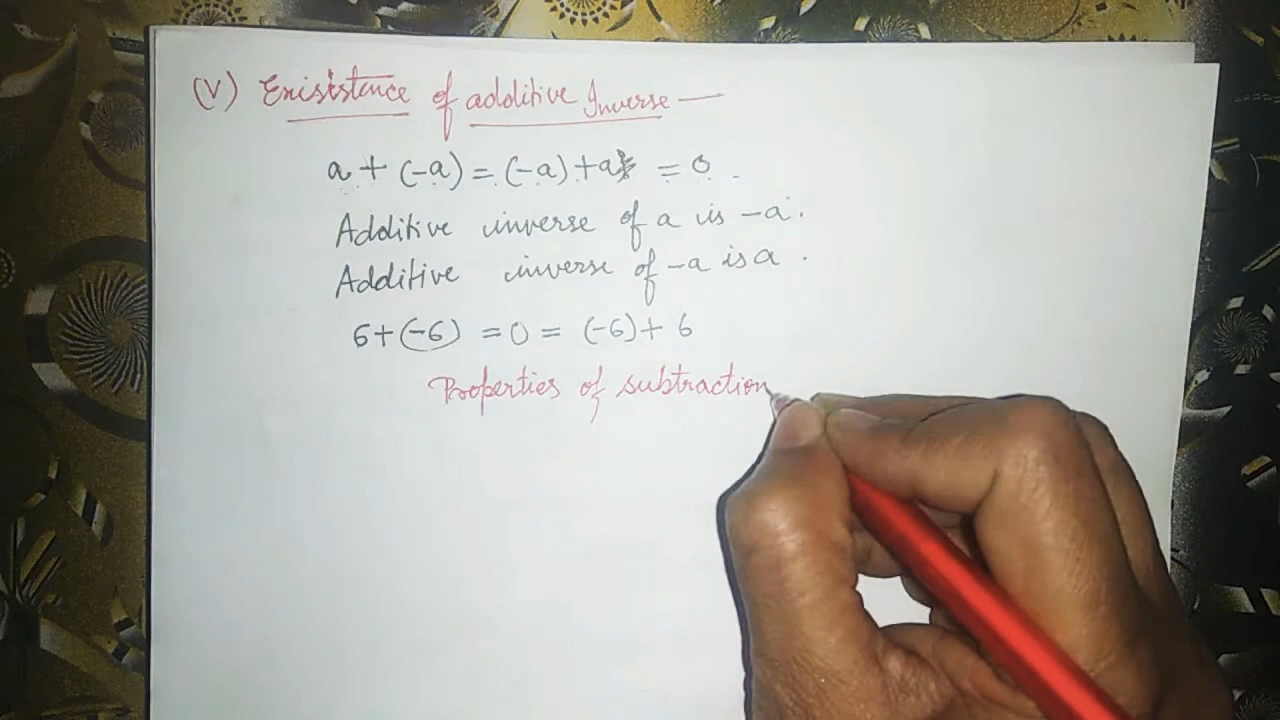 (V) Exisistence of additive Inverse —
a + (-a) = (-a) + a = 0.
Additive inverse of a is -a.
Additive inverse of -a is a.
6+(-6) = 0 = (-6)+ 6
Properties of subtraction